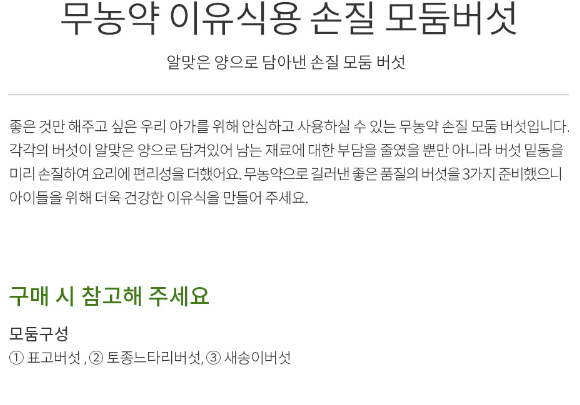 무농약 이유식용 손질 모둠버섯
알맞은 양으로 담아낸 손질 모둠 버섯
좋은 것만 해주고 싶은 우리 아가를 위해 안심하고 사용하실 수 있는 무농약 손질 모둠 버섯입니다.
각각의 버섯이 알맞은 양으로 담겨있어 남는 재료에 대한 부담을 줄였을 뿐만 아니라 버섯 밑동을
미리 손질하여 요리에 편리성을 더했어요. 무농약으로 길러낸 좋은 품질의 버섯을 3가지 준비했으니
아이들을 위해 더욱 건강한 이유식을 만들어 주세요.
구매 시 참고해 주세요
모둠구성
① 표고버섯 , ② 토종느타리버섯, ③ 새송이버섯